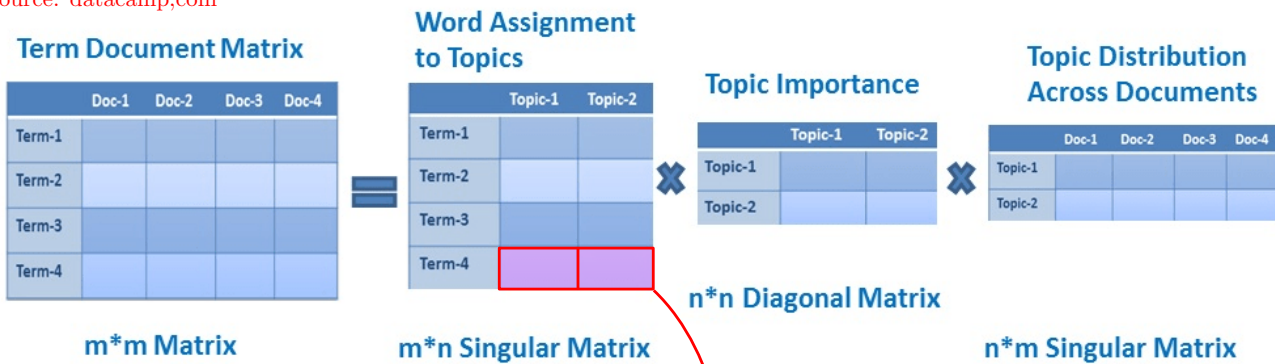 ource: datacamp,com
Term Document Matrix
Doc-1 Doc-2 Doc-3 Doc-4
Term-1
Term-2
Term-3
Term-4
m*m Matrix
Word Assignment
to Topics
Topic-1 Topic-2
Term-1
Term-2
Term-3
Term-4
m*n Singular Matrix
Topic Importance
Topic-1 Topic-2
Topic-1
Topic-2
n*n Diagonal Matrix
Topic Distribution
Across Documents
Doc-1 Doc-2 Doc-3 Doc-4
Topic-1
Topic-2
n*m Singular Matrix